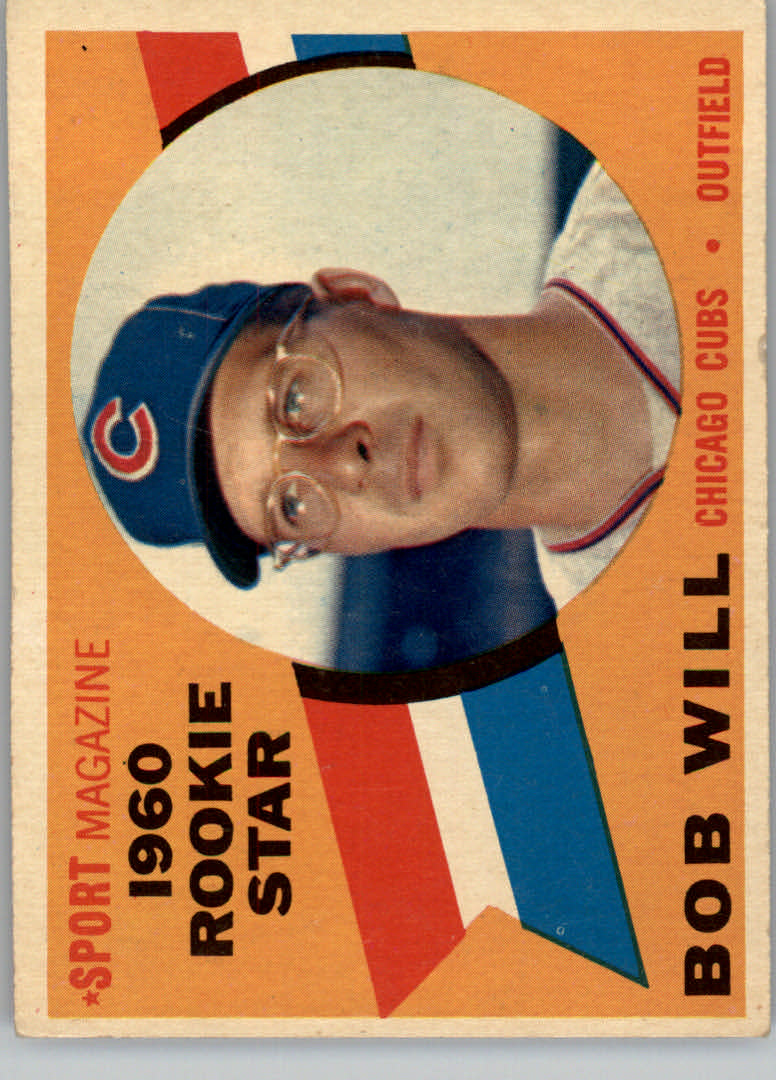 *SPORT MAGAZINE
1960
ROOKIE
STAR
C
BOB WILL CHICAGO CUBS • OUTFIELD